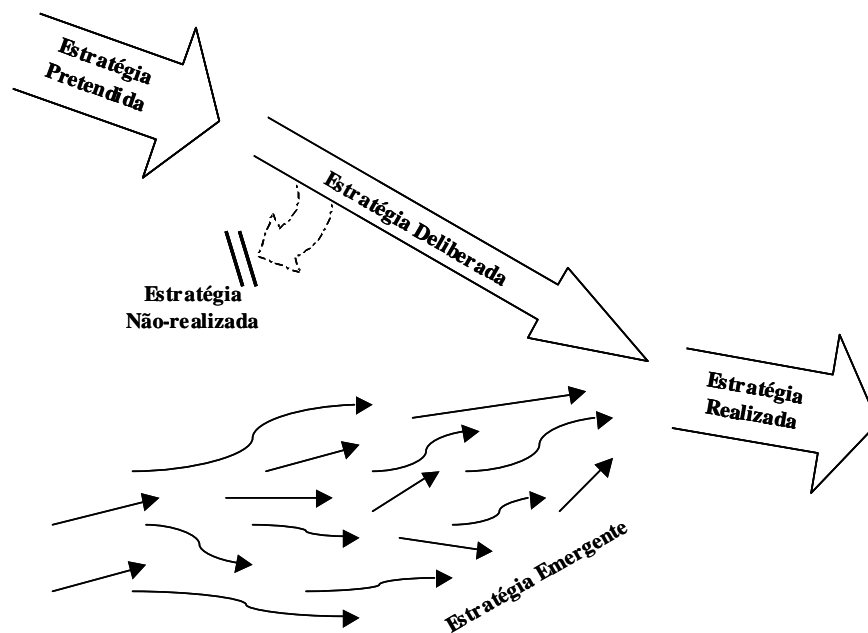 Estratégia
Pretendida
Estratégia Deliberada
Estratégia
Não-realizada
Estratégia
Realizada
Estratégia Emergente